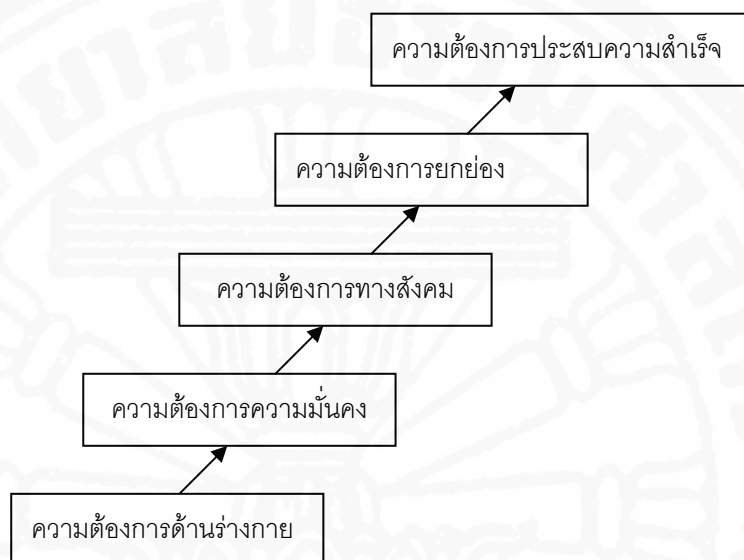 ความต้องการประสบความสำเร็จ
ความต้องการยกย่อง
ความต้องการทางสังคม
ความต้องการความมั่นคง
ความต้องการด้านร่างกาย